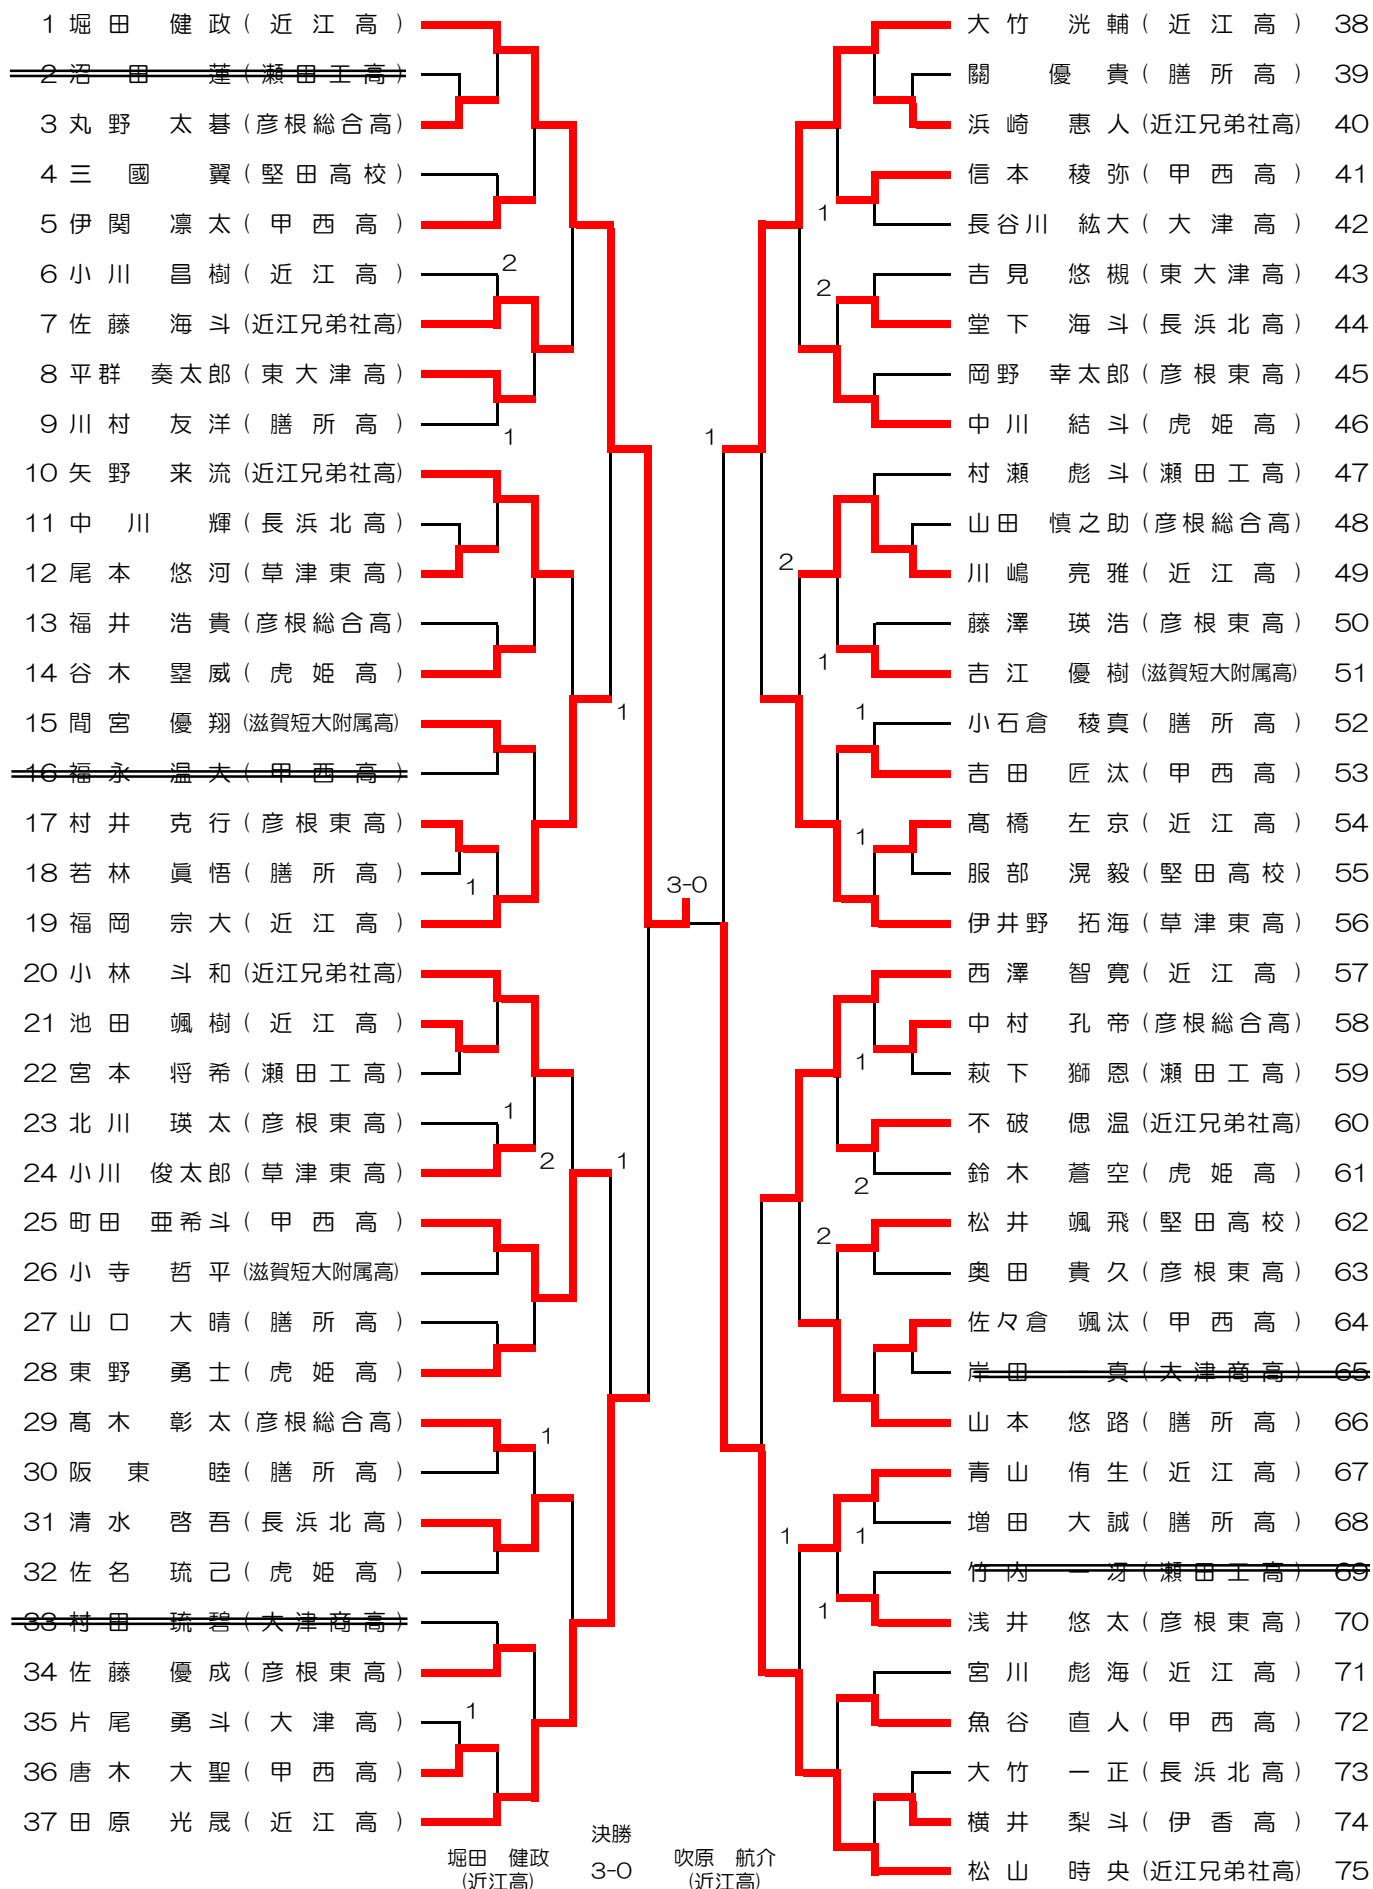 1 堀田 健政 (近江高)
2 沼田 蓮 (瀬田工高)
3 丸野 太碁 (彦根総合高)
4 三國 翼 (堅田高校)
5 伊関 凛太 (甲西高)
6 小川 昌樹 (近江高)
2
7 佐藤 海斗 (近江兄弟社高)
8 平群 奏太郎 (東大津高)
9 川村 友洋 (膳所高)
1
10 矢野 来流 (近江兄弟社高)
11 中川 輝 (長浜北高)
12 尾本 悠河 (草津東高)
13 福井 浩貴 (彦根総合高)
14 谷木 塁威 (虎姫高)
15 間宮 優翔 (滋賀短大附属高)
1
16 福永 温大 (甲西高)
17 村井 克行 (彦根東高)
18 若林 眞悟 (膳所高)
1
19 福岡 宗大 (近江高)
20 小林 斗和 (近江兄弟社高)
21 池田 颯樹 (近江高)
22 宮本 将希 (瀬田工高)
23 北川 瑛太 (彦根東高)
1
24 小川 俊太郎 (草津東高)
2
1
25 町田 亜希斗 (甲西高)
26 小寺 哲平 (滋賀短大附属高)
27 山口 大晴 (膳所高)
28 東野 勇士 (虎姫高)
29 髙木 彰太 (彦根総合高)
1
30 阪東 睦 (膳所高)
31 清水 啓吾 (長浜北高)
32 佐名 琉己 (虎姫高)
33 村田 琉碧 (大津商高)
34 佐藤 優成 (彦根東高)
35 片尾 勇斗 (大津高)
1
36 唐木 大聖 (甲西高)
37 田原 光晟 (近江高)
3-0
大竹 洸輔 (近江高) 38
關 優貴 (膳所高) 39
浜崎 惠人 (近江兄弟社高) 40
信本 稜弥 (甲西高) 41
1
長谷川 紘大 (大津高) 42
吉見 悠槻 (東大津高) 43
2
堂下 海斗 (長浜北高) 44
岡野 幸太郎 (彦根東高) 45
中川 結斗 (虎姫高) 46
1
村瀬 彪斗 (瀬田工高) 47
山田 慎之助 (彦根総合高) 48
2
川嶋 亮雅 (近江高) 49
藤澤 瑛浩 (彦根東高) 50
1
吉江 優樹 (滋賀短大附属高) 51
1
小石倉 稜真 (膳所高) 52
吉田 匠汰 (甲西高) 53
髙橋 左京 (近江高) 54
1
服部 滉毅 (堅田高校) 55
伊井野 拓海 (草津東高) 56
西澤 智寛 (近江高) 57
中村 孔帝 (彦根総合高) 58
1
萩下 獅恩 (瀬田工高) 59
不破 偲温 (近江兄弟社高) 60
鈴木 蒼空 (虎姫高) 61
2
松井 颯飛 (堅田高校) 62
2
奥田 貴久 (彦根東高) 63
佐々倉 颯汰 (甲西高) 64
岸田 一真 (大津商高) 65
山本 悠路 (膳所高) 66
青山 侑生 (近江高) 67
増田 大誠 (膳所高) 68
1
1
竹内 一冴 (瀬田工高) 69
1
浅井 悠太 (彦根東高) 70
宮川 彪海 (近江高) 71
魚谷 直人 (甲西高) 72
大竹 一正 (長浜北高) 73
横井 梨斗 (伊香高) 74
松山 時央 (近江兄弟社高) 75
決勝
堀田 健政 3-0 吹原 航介
(近江高) (近江高)